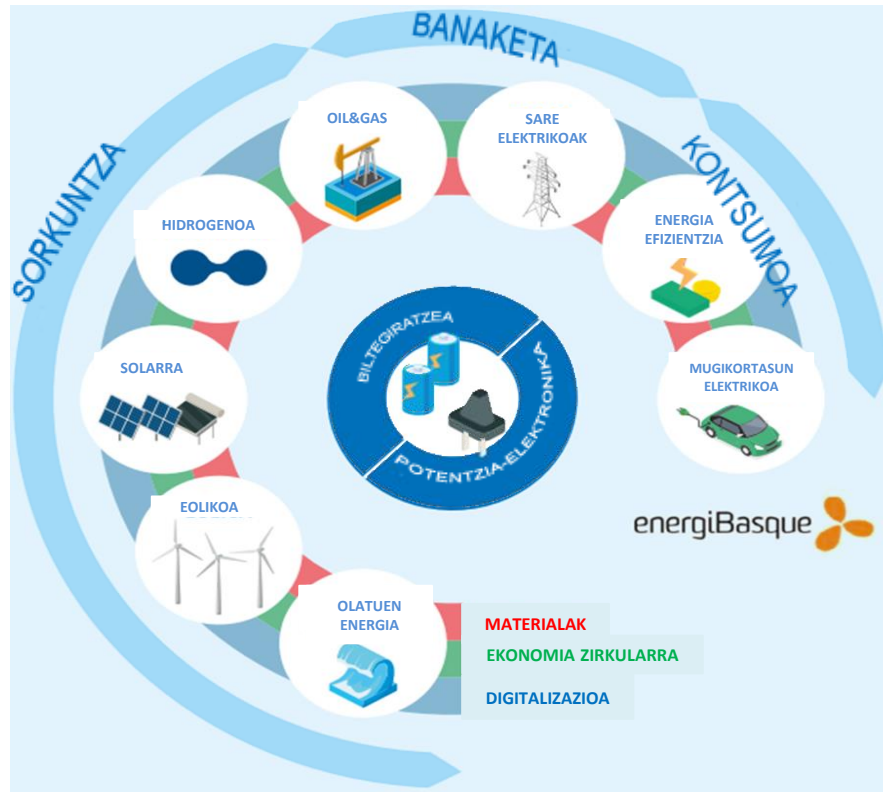 BANAKETA
SORKUNTZA
KONTSUMOA
OIL&GAS
SARE
ELEKTRIKOAK
HIDROGENOA
ENERGIA
EFIZIENTZIA
SOLARRA
BILTEGIRATZEA
POTENTZIA-ELEKTRONIKA
MUGIKORTASUN
ELEKTRIKOA
EOLIKOA
energiBasque
OLATUEN
ENERGIA
MATERIALAK
EKONOMIA ZIRKULARRA
DIGITALIZAZIOA